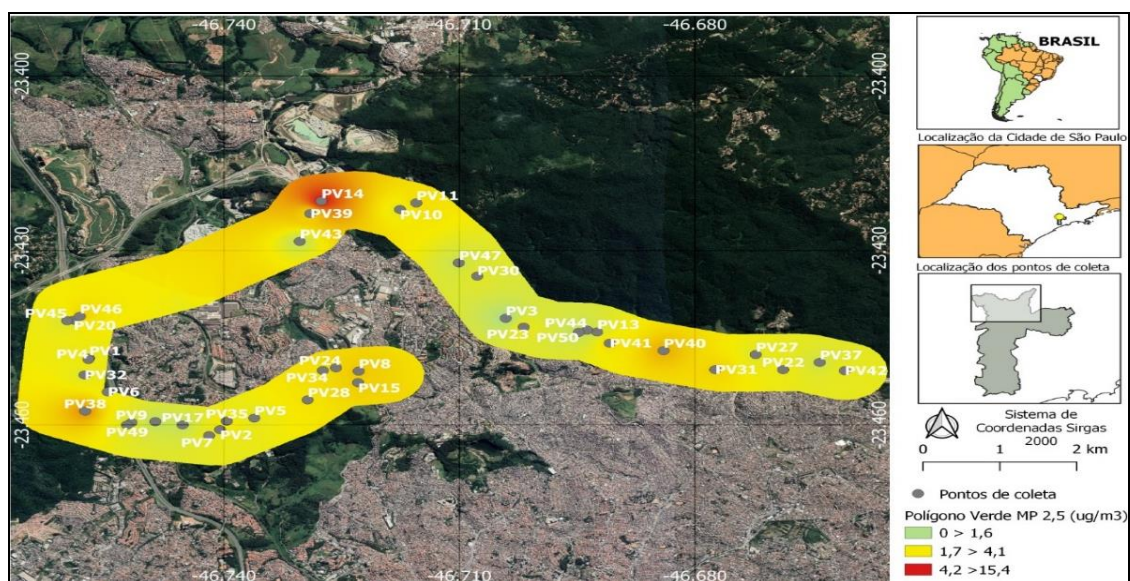 -46.740 -46.710 -46.680
-23.400
-23.400
PV14
PV11
PV39
PV10
PV43
-23.430
-23.430
PV47
PV30
PV45 PV46
PV20
PV3
PV23
PV44 PV13
PV50
PV41
PV40
PV4 PV1
PV27
PV37
PV24
PV8
PV31
PV22
PV42
PV32
PV34
PV15
PV6
PV28
PV38
PV9
PV17
PV35
PV5
PV49
PV7
PV2
-23.460
-23.460
-46.740 -46.710 -46.680
BRASIL
Localização da Cidade de São Paulo
Localização dos pontos de coleta
Sistema de
Coordenadas Sirgas
2000
0 1 2 km
Pontos de coleta
Polígono Verde MP 2,5 (ug/m3)
0 > 1,6
1,7 > 4,1
4,2 >15,4